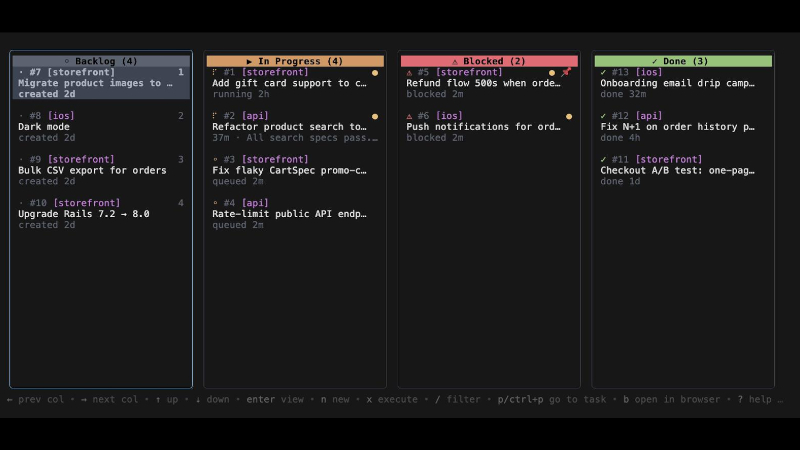 ◦ Backlog (4)
· #7 [storefront] 1
Migrate product images to …
created 2d
· #8 [ios] 2
Dark mode
created 2d
· #9 [storefront] 3
Bulk CSV export for orders
created 2d
· #10 [storefront] 4
Upgrade Rails 7.2 → 8.0
created 2d
▶ In Progress (4)
#1 [storefront] ●
Add gift card support to c…
running 2h
#2 [api] ●
Refactor product search to…
37m · All search specs pass.…
◦ #3 [storefront]
Fix flaky CartSpec promo-c…
queued 2m
◦ #4 [api]
Rate-limit public API endp…
queued 2m
⚠ Blocked (2)
⚠ #5 [storefront] ● 📌
Refund flow 500s when orde…
blocked 2m
⚠ #6 [ios] ●
Push notifications for ord…
blocked 2m
✓ Done (3)
✓ #13 [ios]
Onboarding email drip camp…
done 32m
✓ #12 [api]
Fix N+1 on order history p…
done 4h
✓ #11 [storefront]
Checkout A/B test: one-pag…
done 1d
← prev col • → next col • ↑ up • ↓ down • enter view • n new • x execute • / filter • p/ctrl+p go to task • b open in browser • ? help …